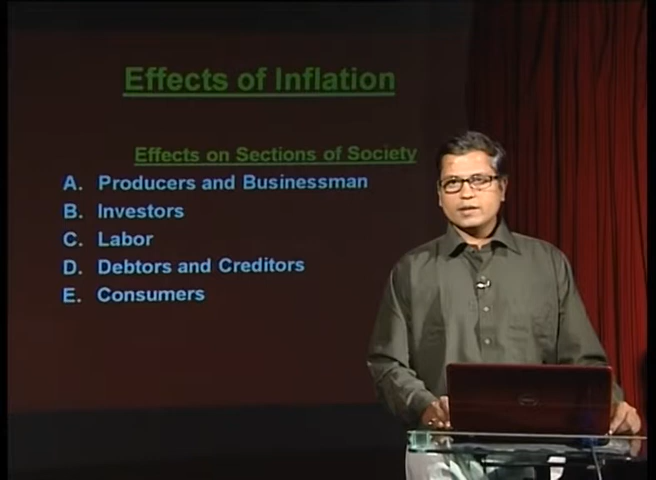 Effects of Inflation
Effects on Sections of Society
A. Producers and Businessman
B. Investors
C. Labor
D. Debtors and Creditors
E. Consumers